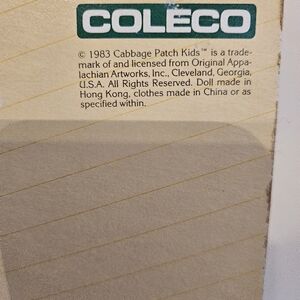 COLECO
© 1983 Cabbage Patch Kids™ is a trade-
mark of and licensed from Original Appa-
lachian Artworks, Inc., Cleveland, Georgia,
U.S.A. All Rights Reserved. Doll made in
Hong Kong, clothes made in China or as
specified within.